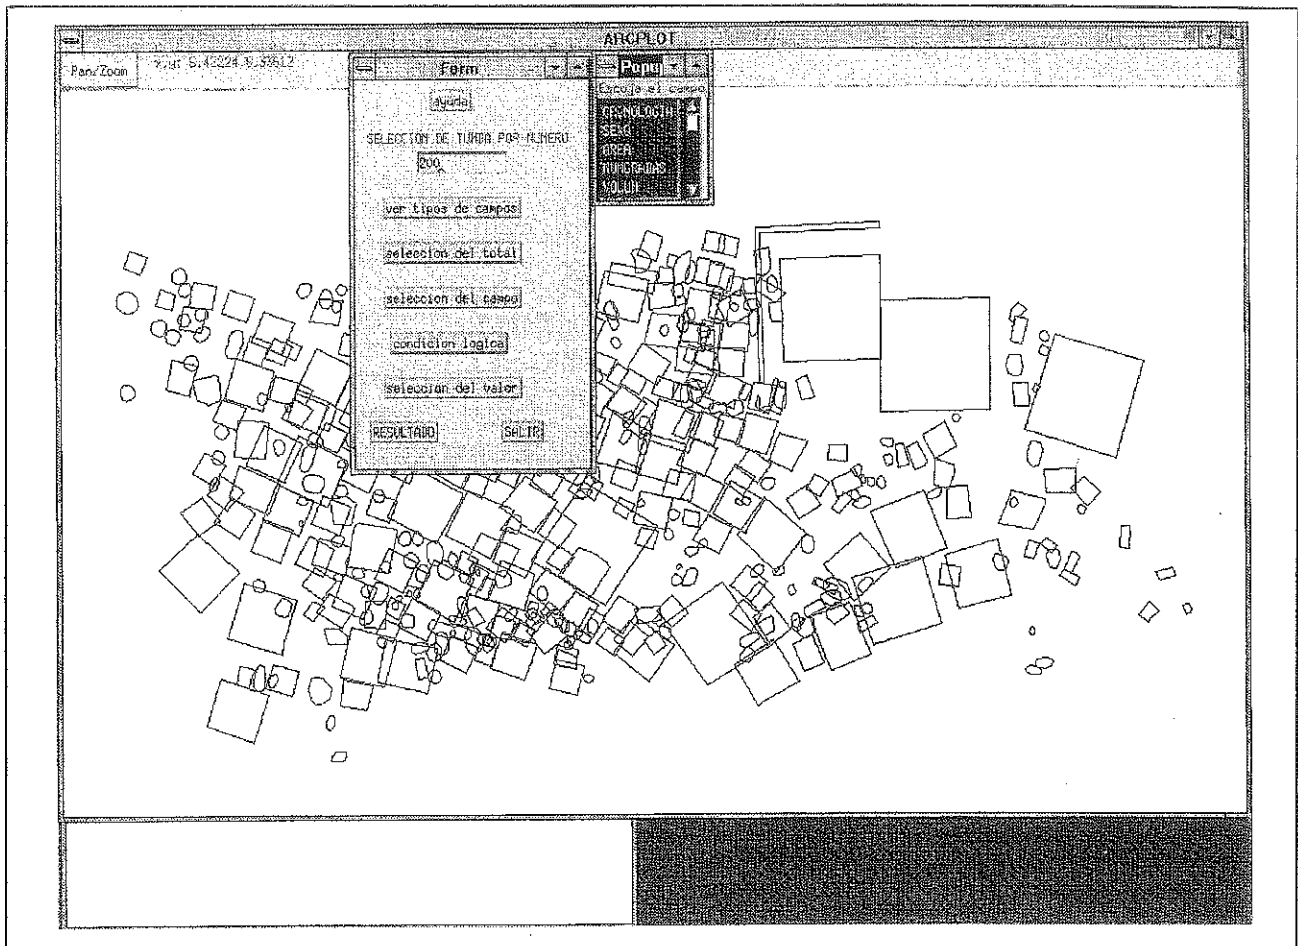 ARCPLOT
Pan/Zoom
Form
Popu
ayuda
Escoja el campo
SELECCION DE TUMBA POR NUMERO
200
CRONOLOGIA
SEXO
AREA
VOLUM
ver tipos de campos
seleccion del total
seleccion del campo
condicion logica
seleccion del valor
RESULTADO
SALIR